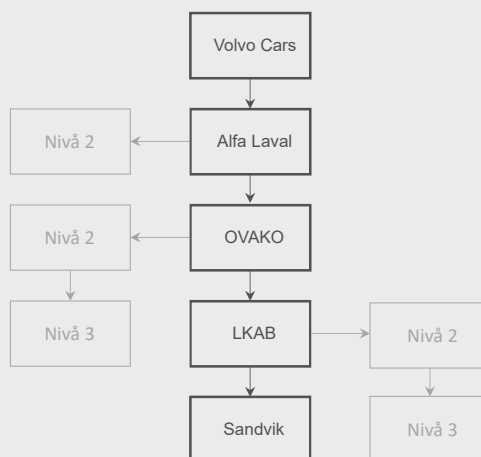 Volvo Cars
Nivå 2
Alfa Laval
Nivå 2
OVAKO
Nivå 3
LKAB
Nivå 2
Sandvik
Nivå 3